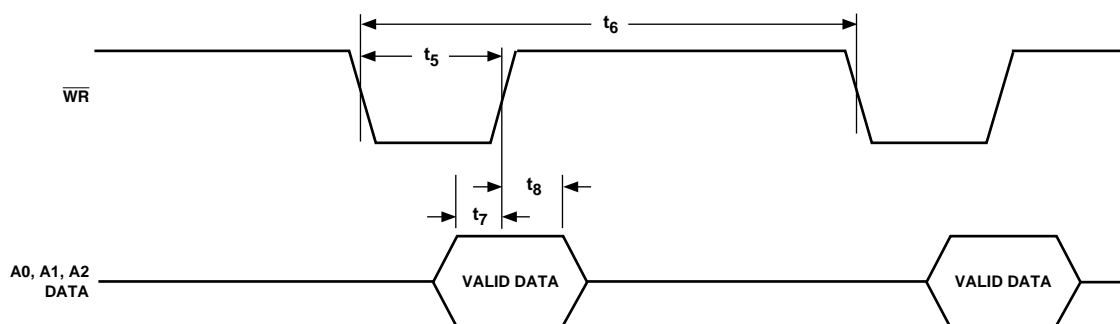 t6
t5
WR
t8
t7
A0, A1, A2
DATA
VALID DATA
VALID DATA